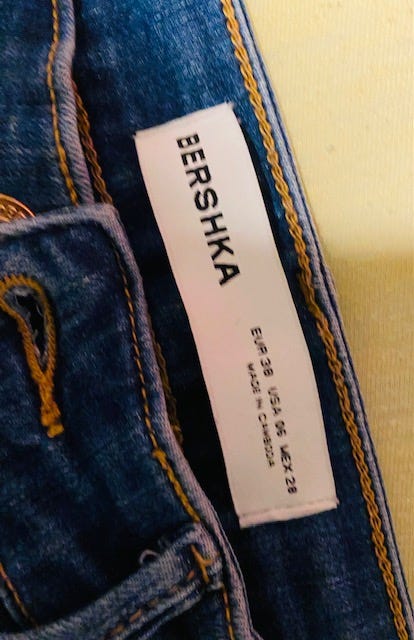 BERSHKA
EUR 38 USA 06 MEX 28
MADE IN CAMBODIA